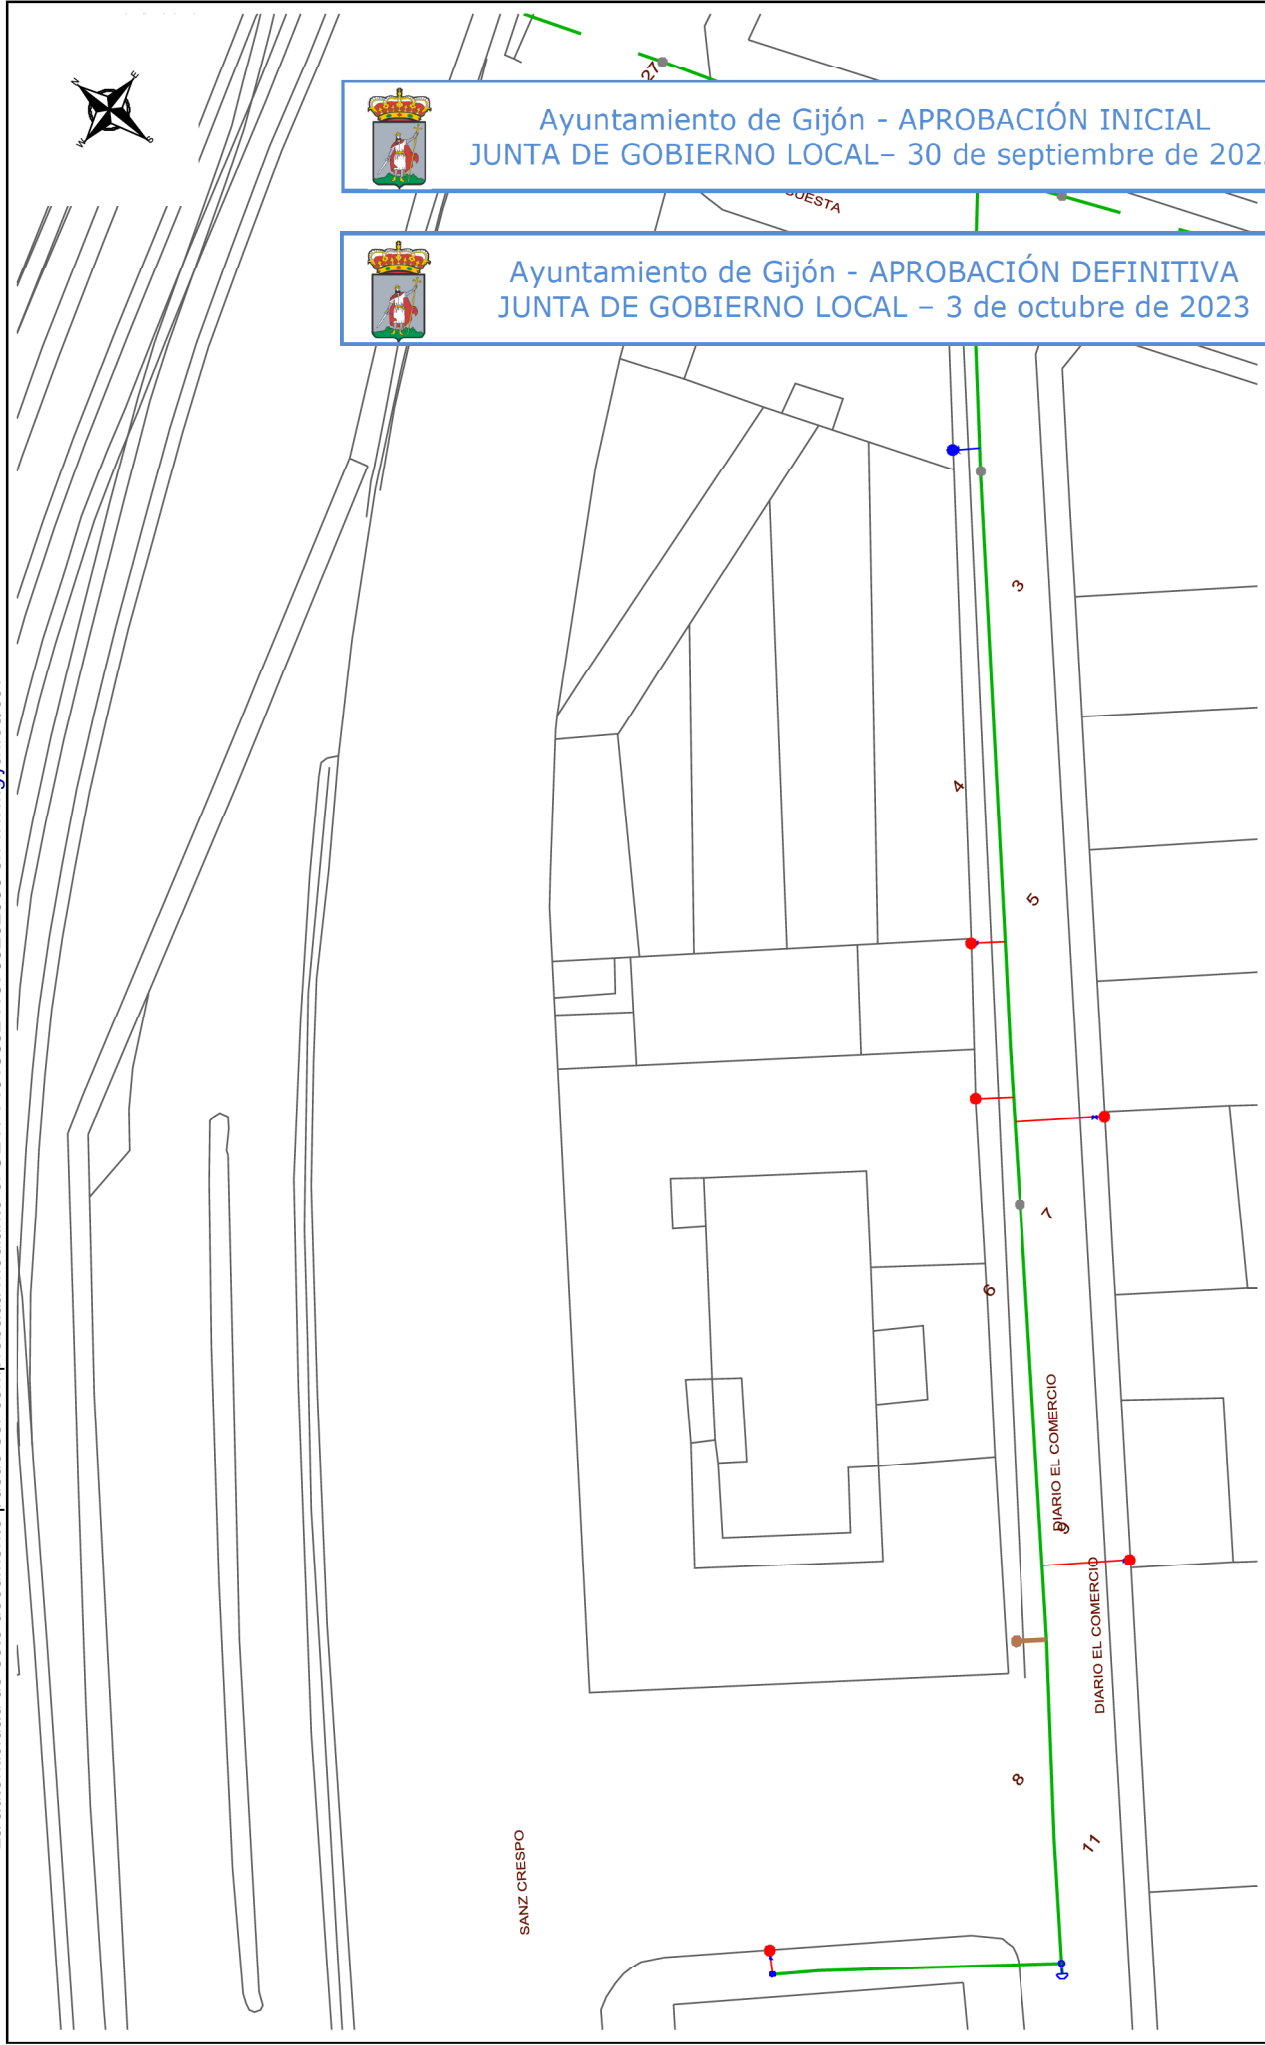 N
E
W
S
27
Ayuntamiento de Gijón - APROBACIÓN INICIAL
JUNTA DE GOBIERNO LOCAL– 30 de septiembre de 202
Ayuntamiento de Gijón - APROBACIÓN DEFINITIVA
JUNTA DE GOBIERNO LOCAL – 3 de octubre de 2023
3
4
5
7
6
DIARIO EL COMERCIO
9
DIARIO EL COMERCIO
8
11
SANZ CRESPO